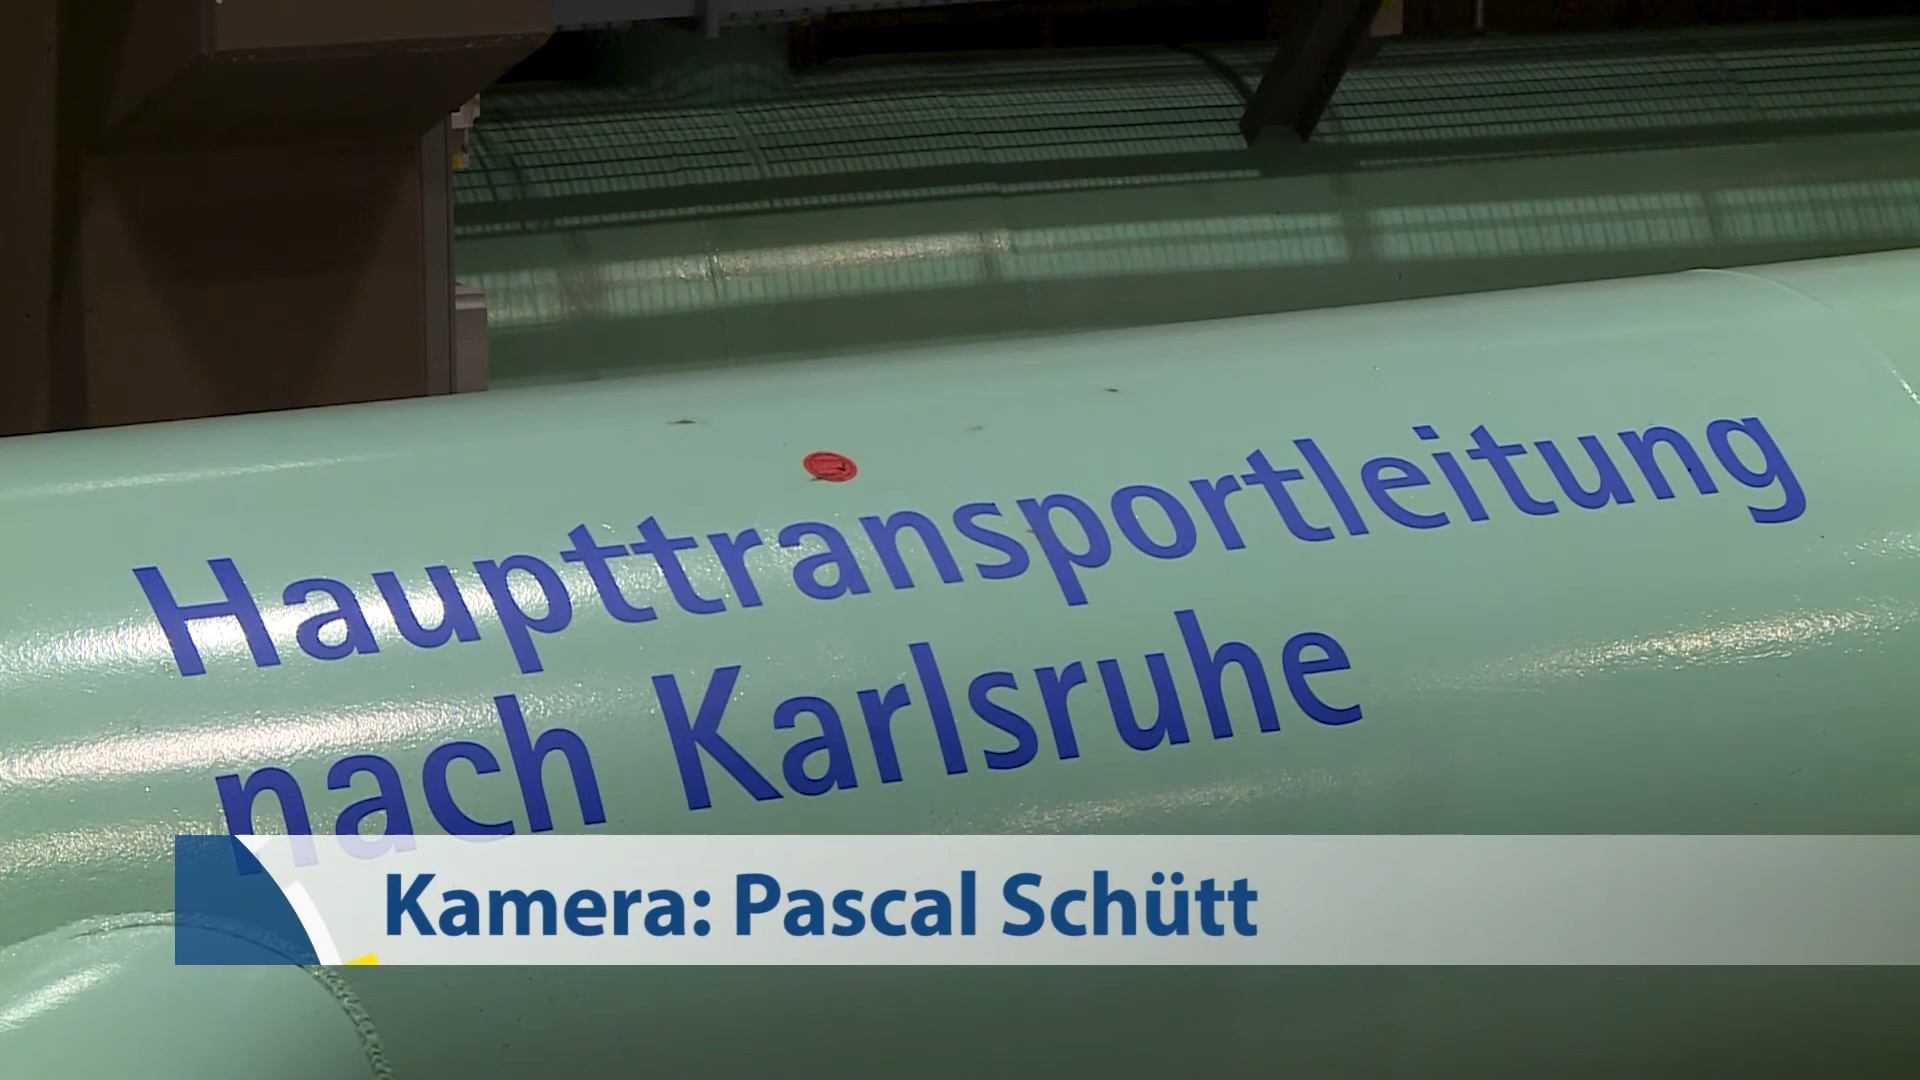 Haupttransportleitung
nach Karlsruhe
Kamera: Pascal Schütt